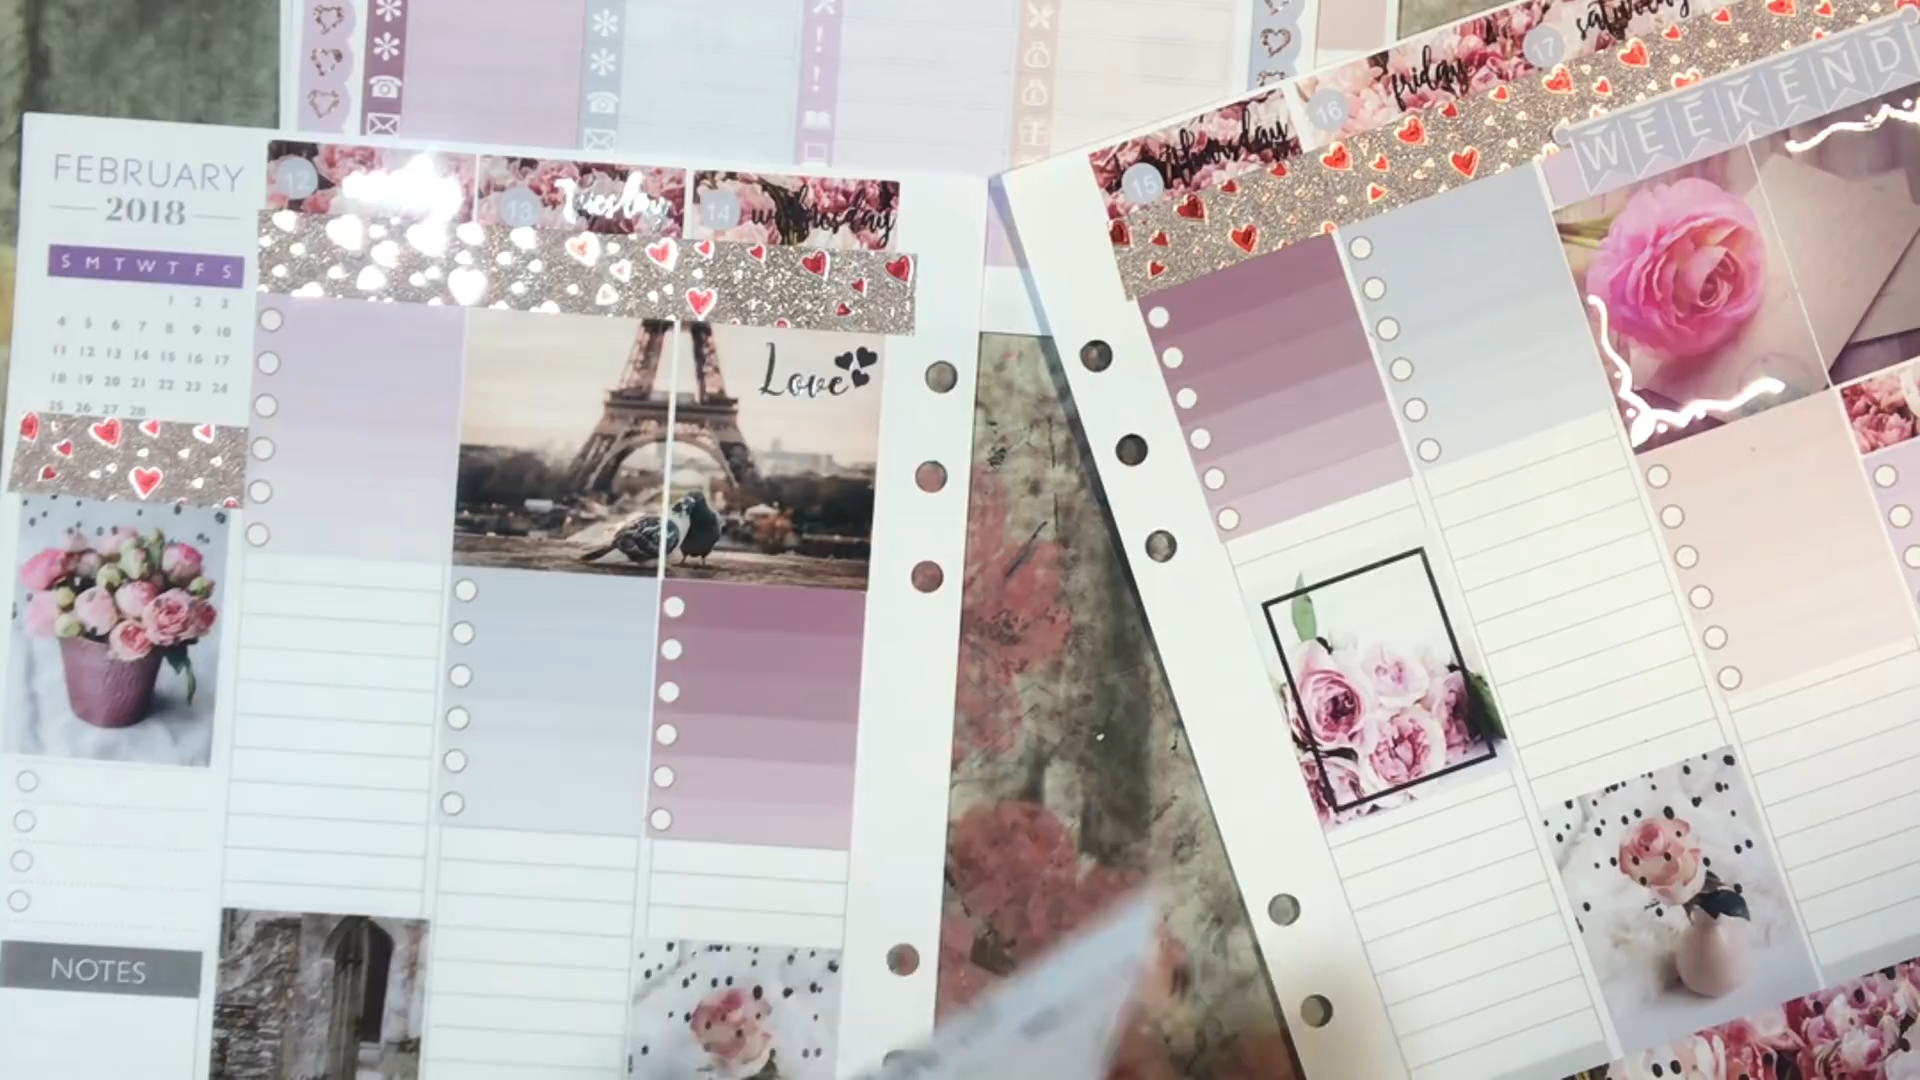 FEBRUARY
2018
S M T W T F S
1 2 3
4 5 6 7 8 9 10
11 12 13 14 15 16 17
18 19 20 21 22 23 24
25 26 27 28
12
13 Tuesday
14 wednesday
Love
NOTES
15 thursday
16 friday
17 saturday
WEEKEND